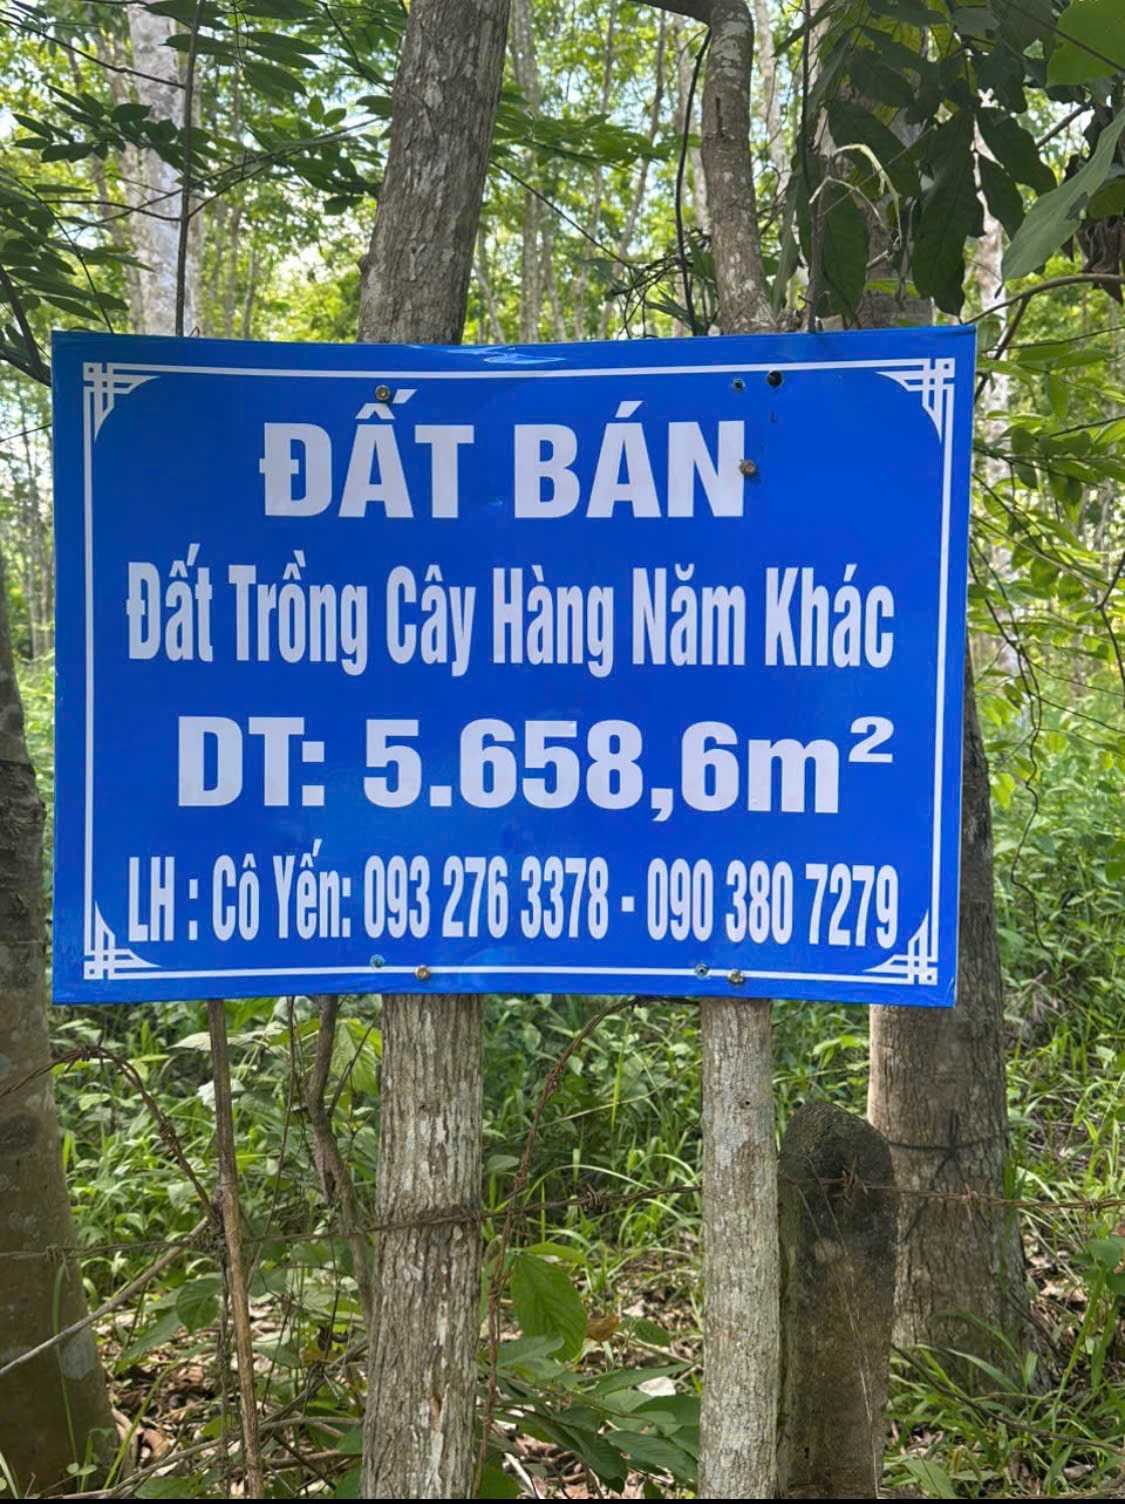 ĐẤT BÁN
Đất Trồng Cây Hàng Năm Khác
DT: 5.658,6m²
LH : Cô Yến: 093 276 3378 - 090 380 7279